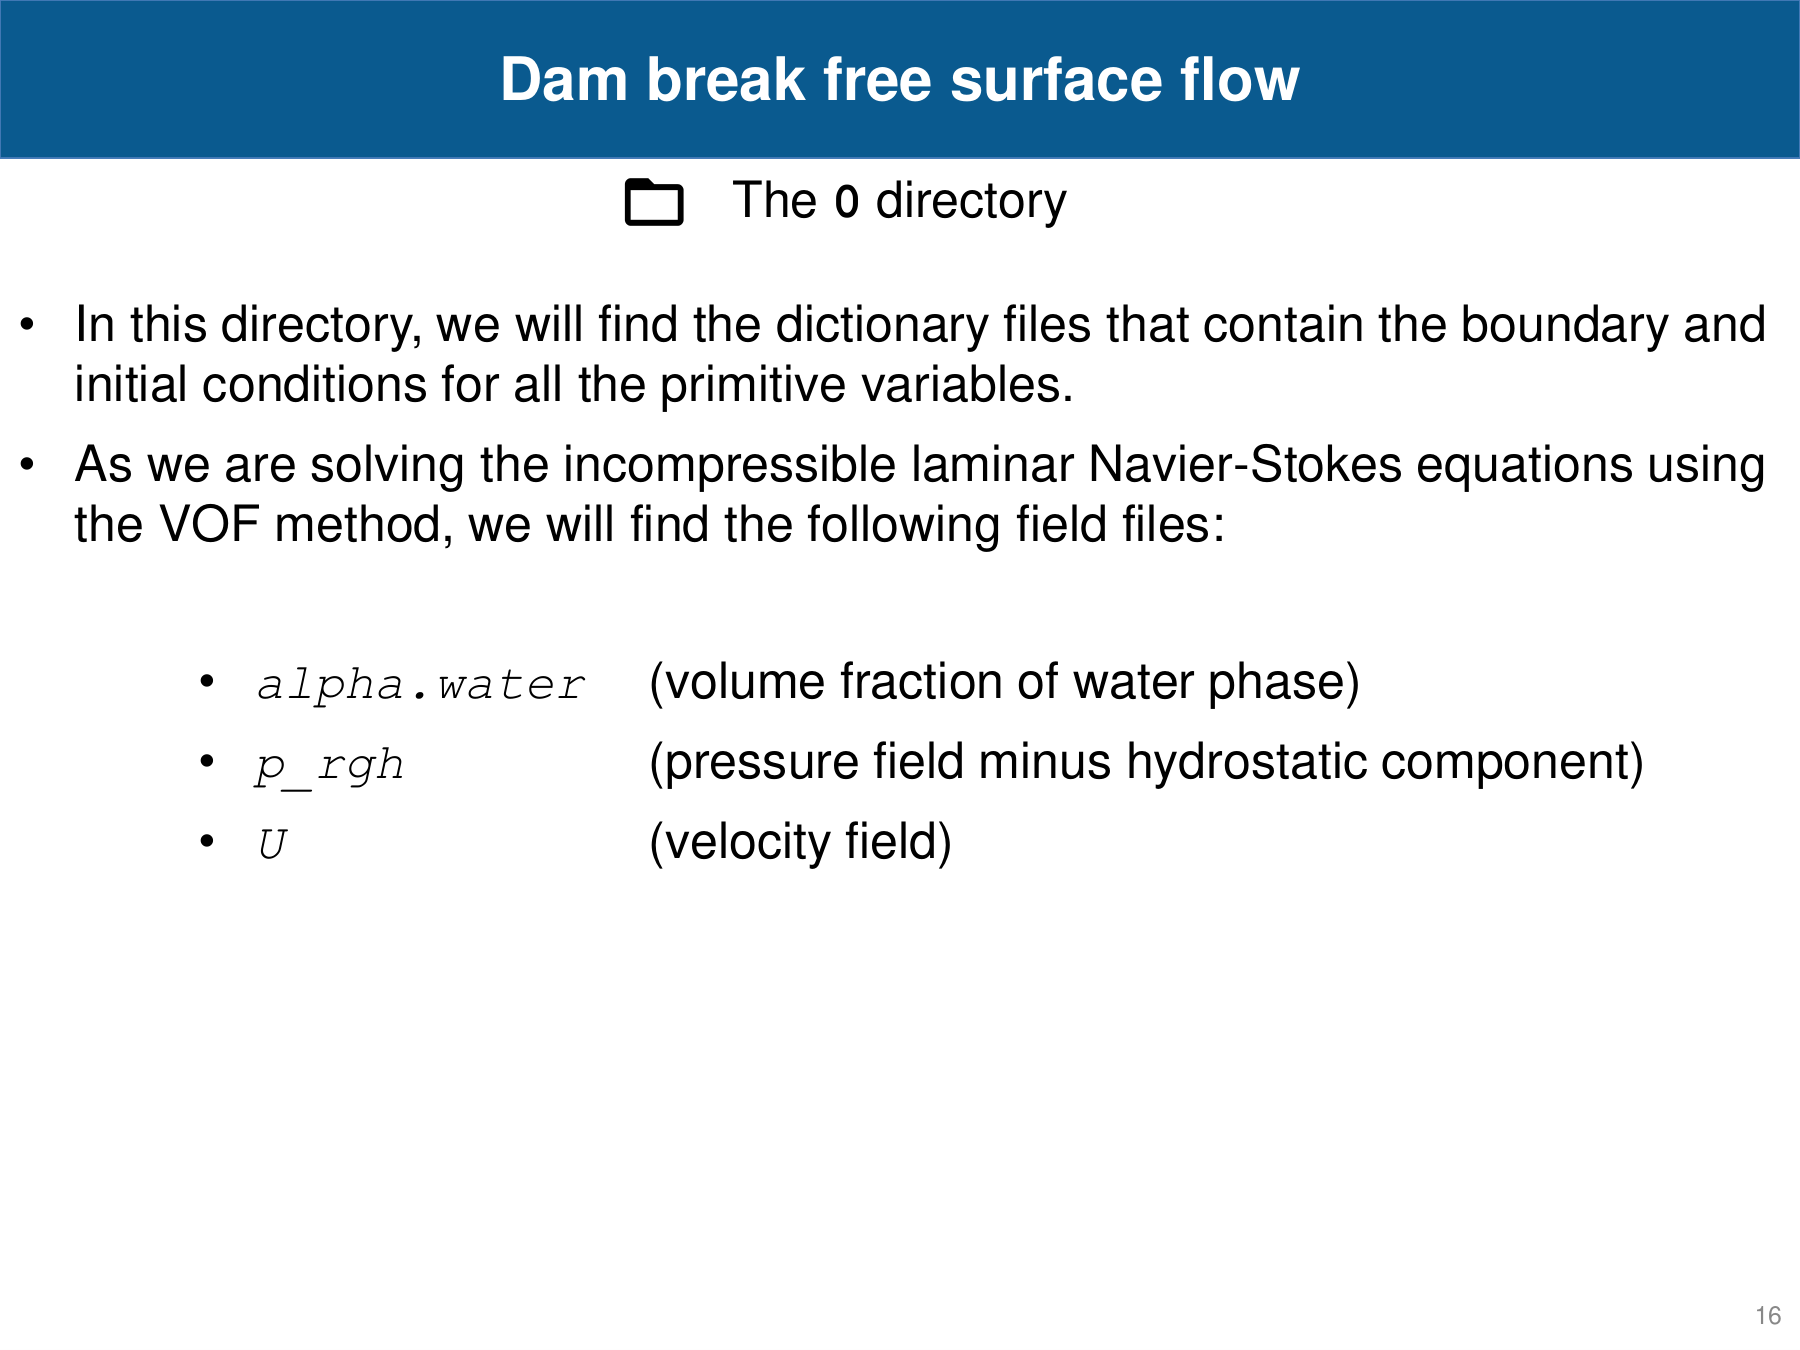 Dam break free surface flow
The 0 directory
• In this directory, we will find the dictionary files that contain the boundary and
initial conditions for all the primitive variables.
• As we are solving the incompressible laminar Navier-Stokes equations using
the VOF method, we will find the following field files:
• alpha.water (volume fraction of water phase)
• p_rgh (pressure field minus hydrostatic component)
• U (velocity field)
16